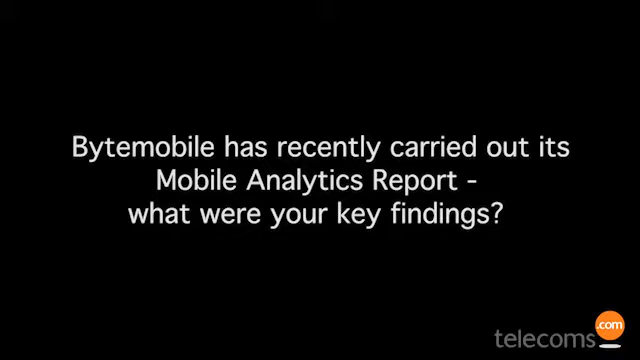 Bytemobile has recently carried out its
Mobile Analytics Report -
what were your key findings?
telecoms.com